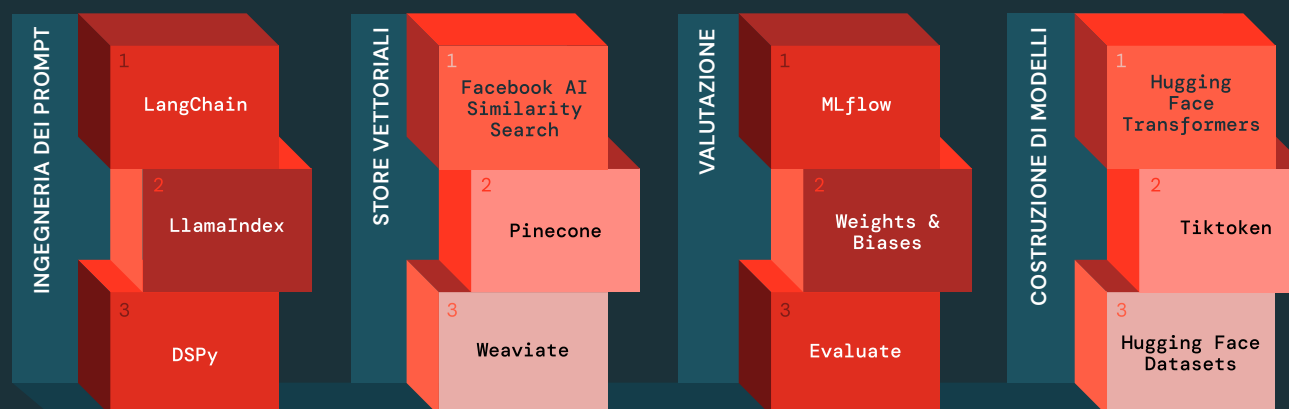 INGEGNERIA DEI PROMPT
1
LangChain
2
LlamaIndex
3
DSPy
STORE VETTORIALI
1
Facebook AI
Similarity
Search
2
Pinecone
3
Weaviate
VALUTAZIONE
1
MLflow
2
Weights &
Biases
3
Evaluate
COSTRUZIONE DI MODELLI
1
Hugging
Face
Transformers
2
Tiktoken
3
Hugging Face
Datasets